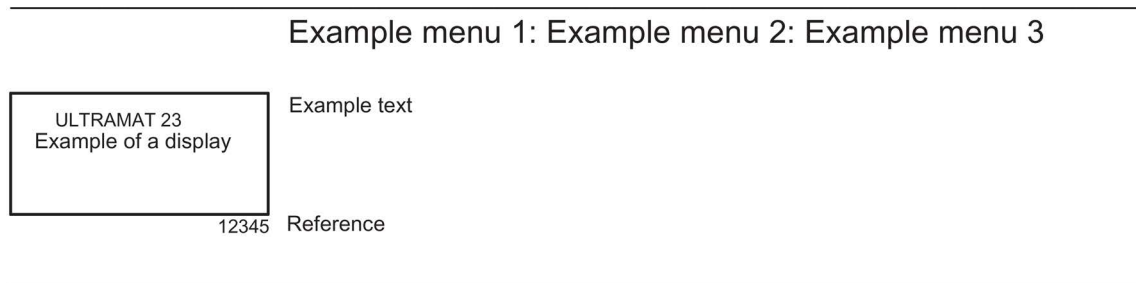 Example menu 1: Example menu 2: Example menu 3
ULTRAMAT 23
Example of a display
Example text
12345
Reference